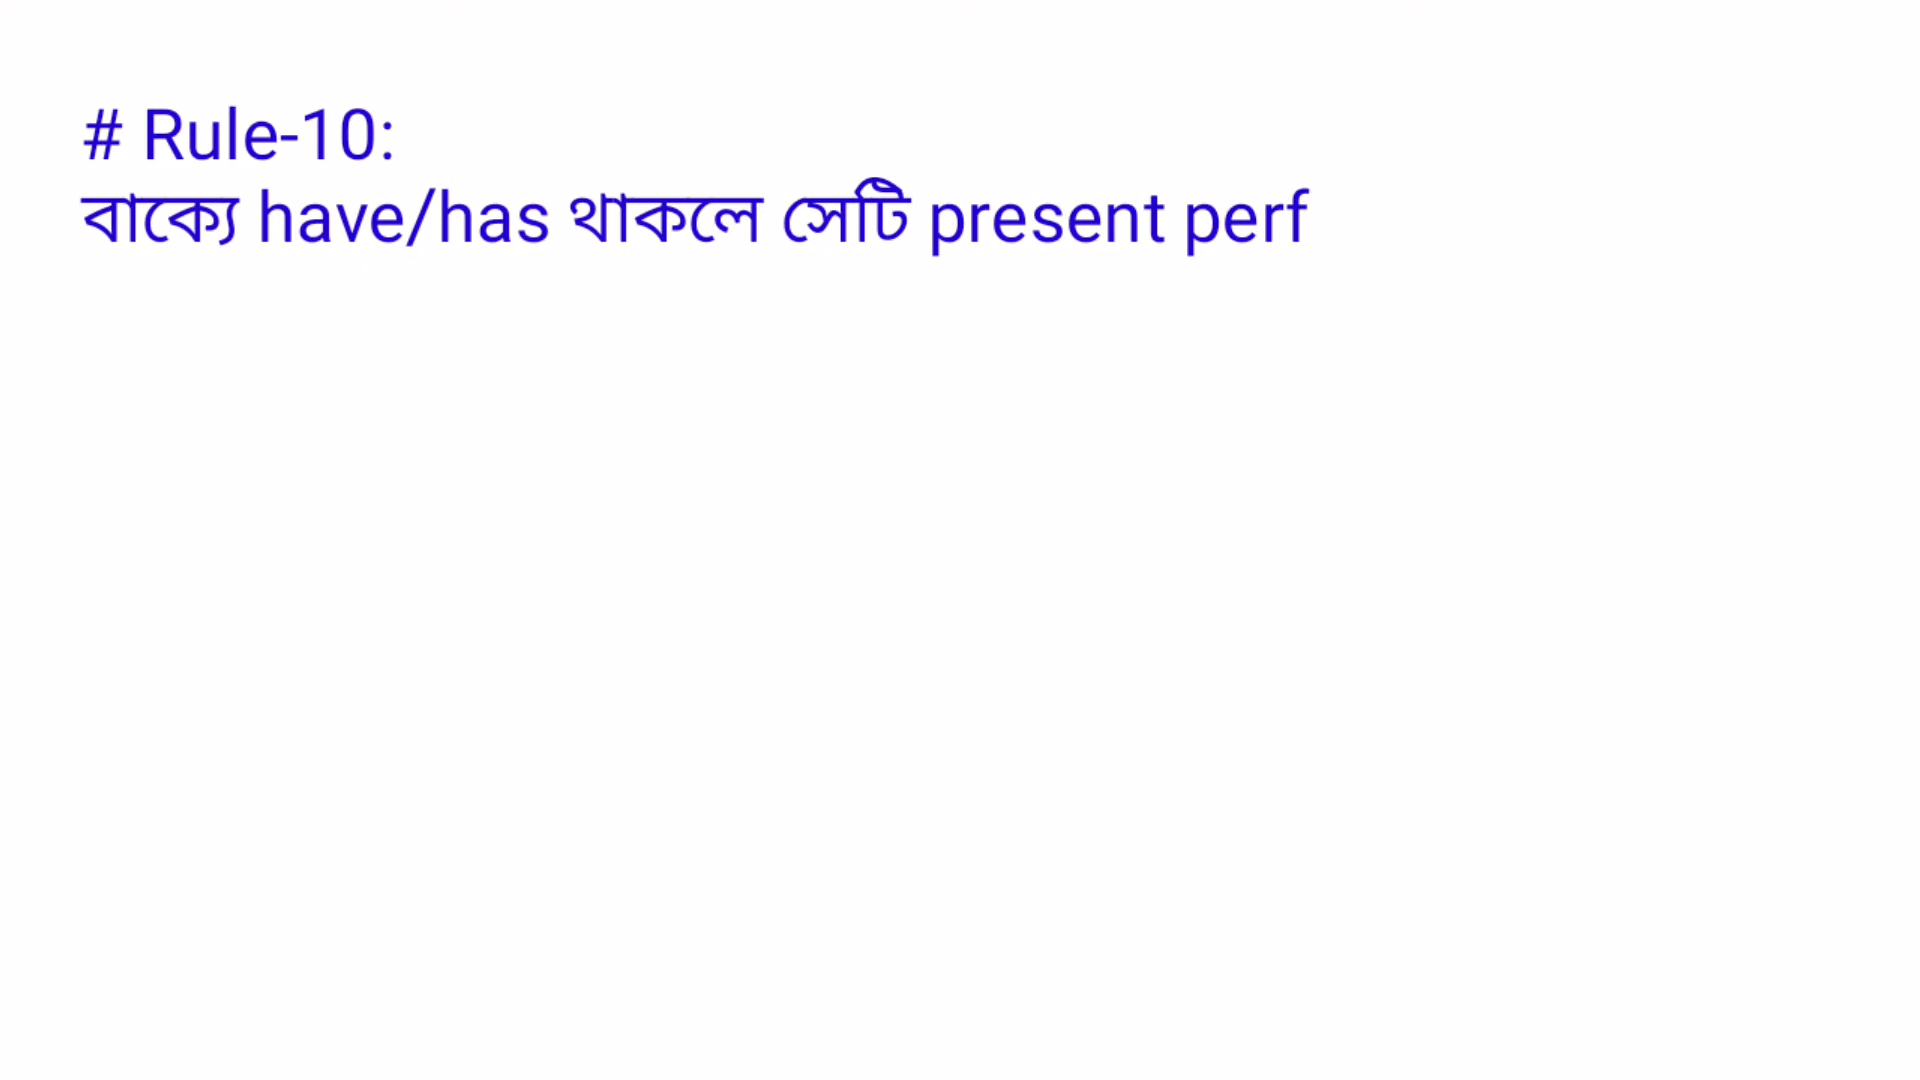 # Rule-10:
বাক্যে have/has থাকলে সেটি present perf